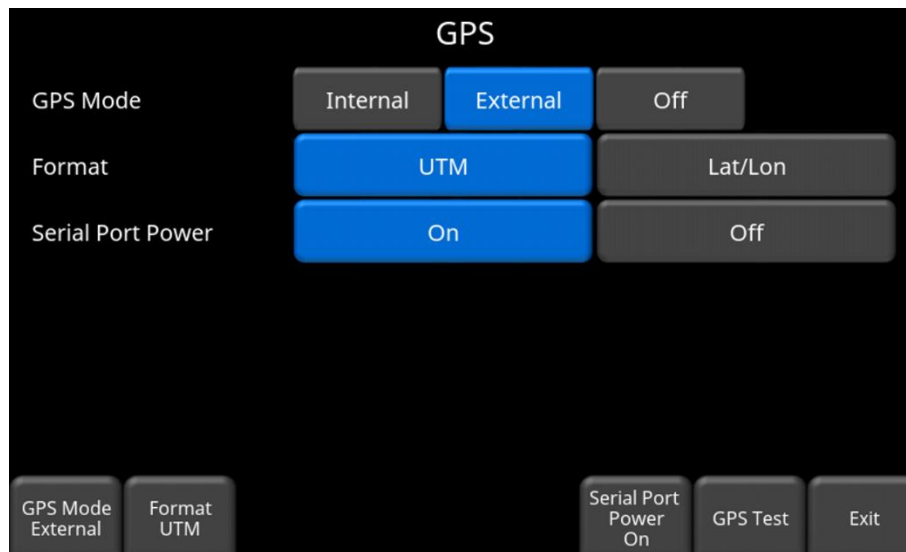 GPS
GPS Mode Internal External Off
Format UTM Lat/Lon
Serial Port Power On Off
GPS Mode
External
Format
UTM
Serial Port
Power
On
GPS Test
Exit